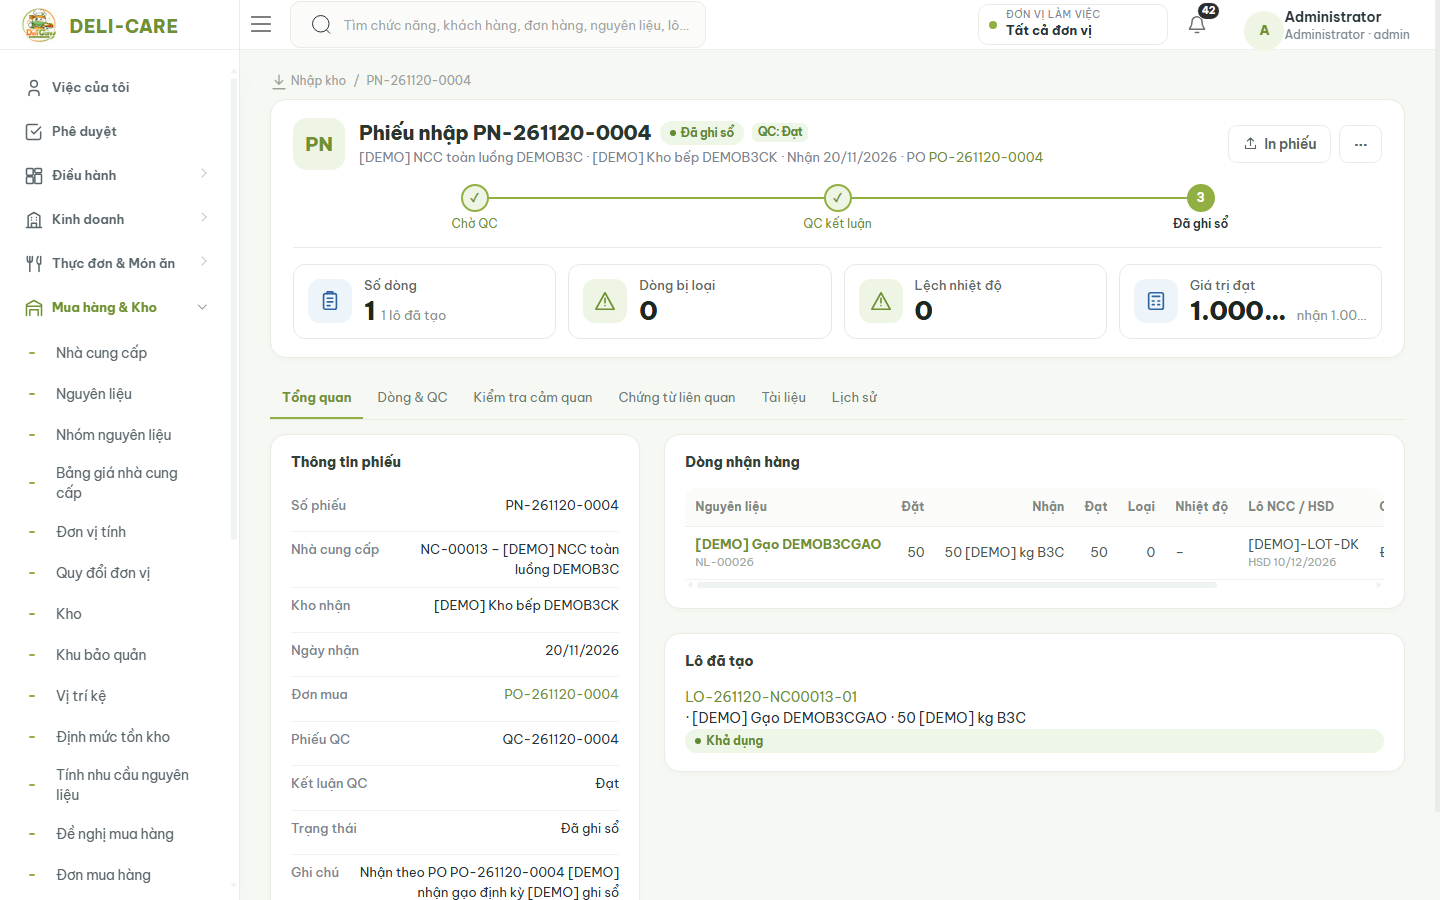 DELI-CARE
Tìm chức năng, khách hàng, đơn hàng, nguyên liệu, lô...
ĐƠN VỊ LÀM VIỆC
Tất cả đơn vị
42
A
Administrator
Administrator · admin
Việc của tôi
Phê duyệt
Điều hành
Kinh doanh
Thực đơn & Món ăn
Mua hàng & Kho
Nhà cung cấp
Nguyên liệu
Nhóm nguyên liệu
Bảng giá nhà cung
cấp
Đơn vị tính
Quy đổi đơn vị
Kho
Khu bảo quản
Vị trí kệ
Định mức tồn kho
Tính nhu cầu nguyên
liệu
Đề nghị mua hàng
Đơn mua hàng
Nhập kho / PN-261120-0004
PN
Phiếu nhập PN-261120-0004
Đã ghi sổ
QC: Đạt
[DEMO] NCC toàn luồng DEMOB3C · [DEMO] Kho bếp DEMOB3CK · Nhận 20/11/2026 · PO PO-261120-0004
In phiếu
...
✓
✓
3
Chờ QC
QC kết luận
Đã ghi sổ
Số dòng
1 1 lô đã tạo
Dòng bị loại
0
Lệch nhiệt độ
0
Giá trị đạt
1.000... nhận 1.00...
Tổng quan
Dòng & QC
Kiểm tra cảm quan
Chứng từ liên quan
Tài liệu
Lịch sử
Thông tin phiếu
Số phiếu PN-261120-0004
Nhà cung cấp NC-00013 – [DEMO] NCC toàn
luồng DEMOB3C
Kho nhận [DEMO] Kho bếp DEMOB3CK
Ngày nhận 20/11/2026
Đơn mua PO-261120-0004
Phiếu QC QC-261120-0004
Kết luận QC Đạt
Trạng thái Đã ghi sổ
Ghi chú Nhận theo PO PO-261120-0004 [DEMO]
nhận gạo định kỳ [DEMO] ghi sổ
Dòng nhận hàng
Nguyên liệu Đặt Nhận Đạt Loại Nhiệt độ Lô NCC / HSD
[DEMO] Gạo DEMOB3CGAO 50 50 [DEMO] kg B3C 50 0 – [DEMO]-LOT-DK
NL-00026 HSD 10/12/2026
Lô đã tạo
LO-261120-NC00013-01
· [DEMO] Gạo DEMOB3CGAO · 50 [DEMO] kg B3C
Khả dụng